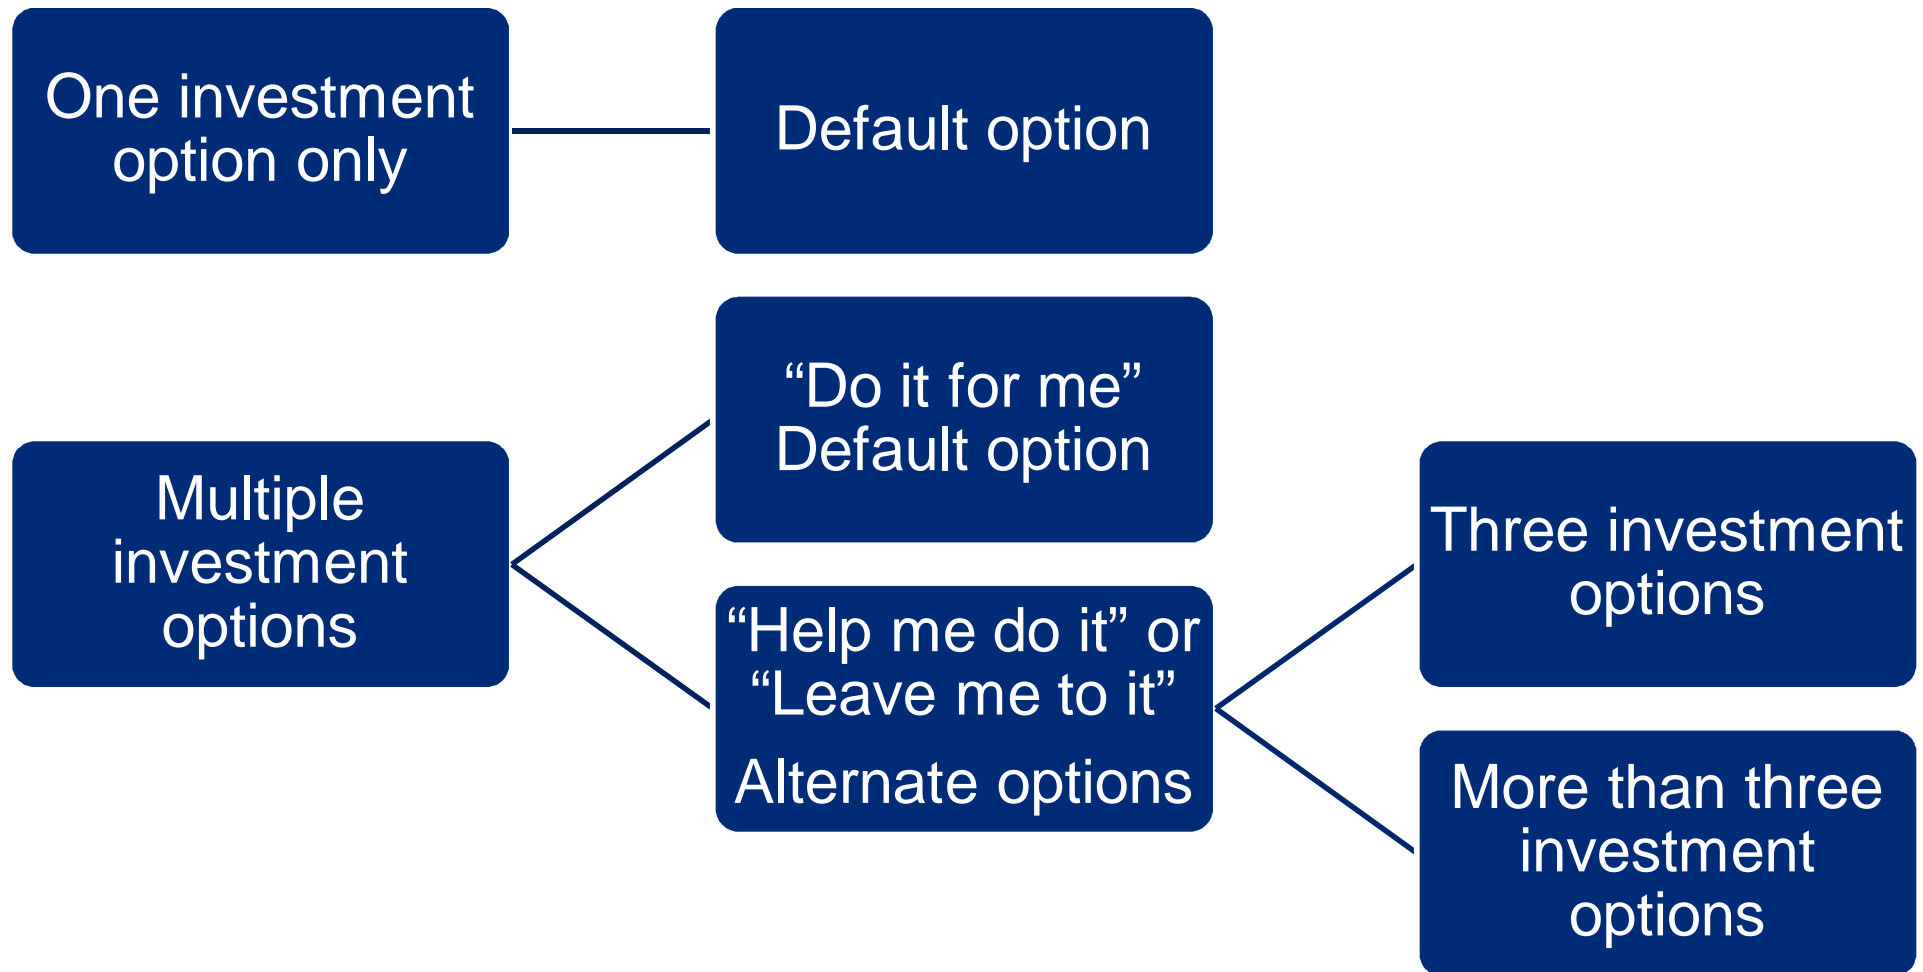 One investment
option only
Default option
“Do it for me”
Default option
Multiple
investment
options
“Help me do it” or
“Leave me to it”
Alternate options
Three investment
options
More than three
investment
options